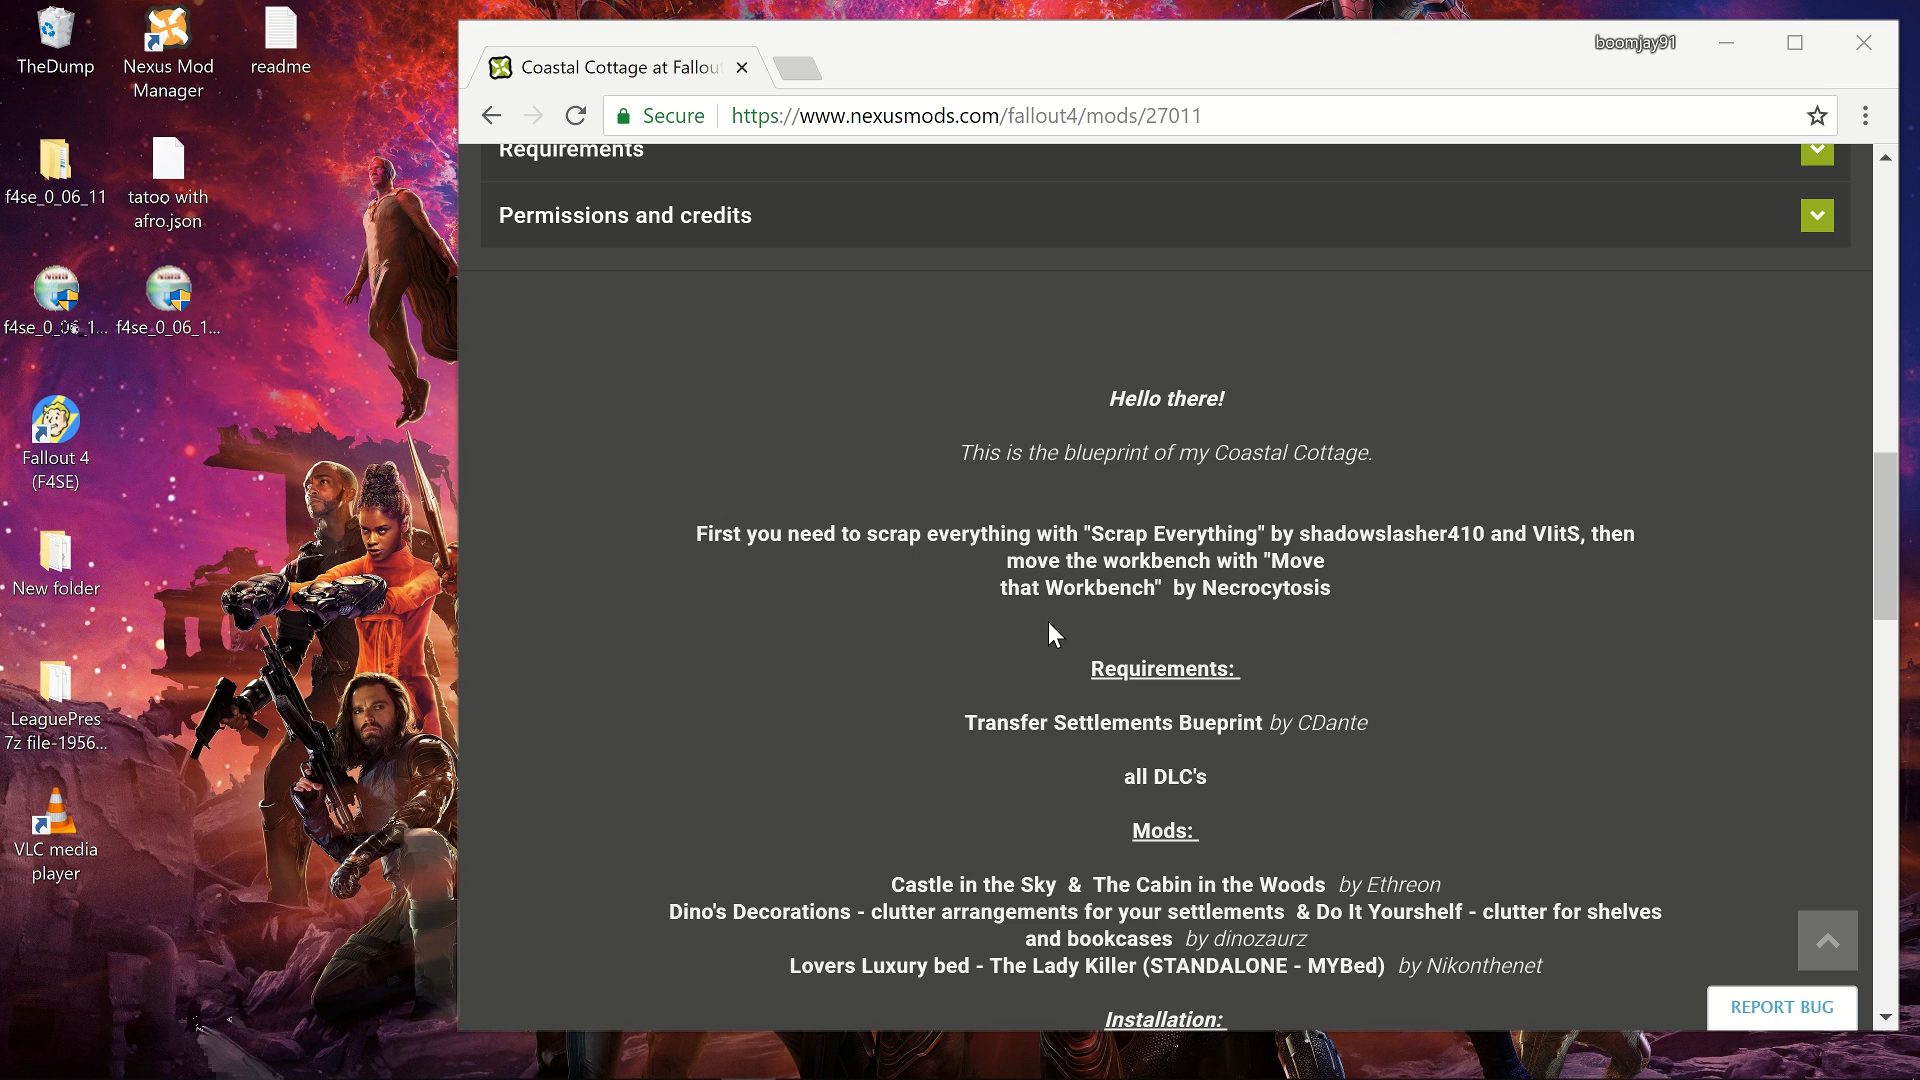 TheDump
Nexus Mod
Manager
readme
f4se_0_06_11
tatoo with
afro.json
f4se_0_06_1...
f4se_0_06_1...
Fallout 4
(F4SE)
New folder
LeaguePres
7z file-1956...
VLC media
player
boomjay91
Coastal Cottage at Fallou
Secure
https://www.nexusmods.com/fallout4/mods/27011
Requirements
Permissions and credits
Hello there!
This is the blueprint of my Coastal Cottage.
First you need to scrap everything with "Scrap Everything" by shadowslasher410 and VIitS, then
move the workbench with "Move
that Workbench" by Necrocytosis
Requirements:
Transfer Settlements Bueprint by CDante
all DLC's
Mods:
Castle in the Sky & The Cabin in the Woods by Ethreon
Dino's Decorations - clutter arrangements for your settlements & Do It Yourshelf - clutter for shelves
and bookcases by dinozaurz
Lovers Luxury bed - The Lady Killer (STANDALONE - MYBed) by Nikonthenet
Installation:
REPORT BUG